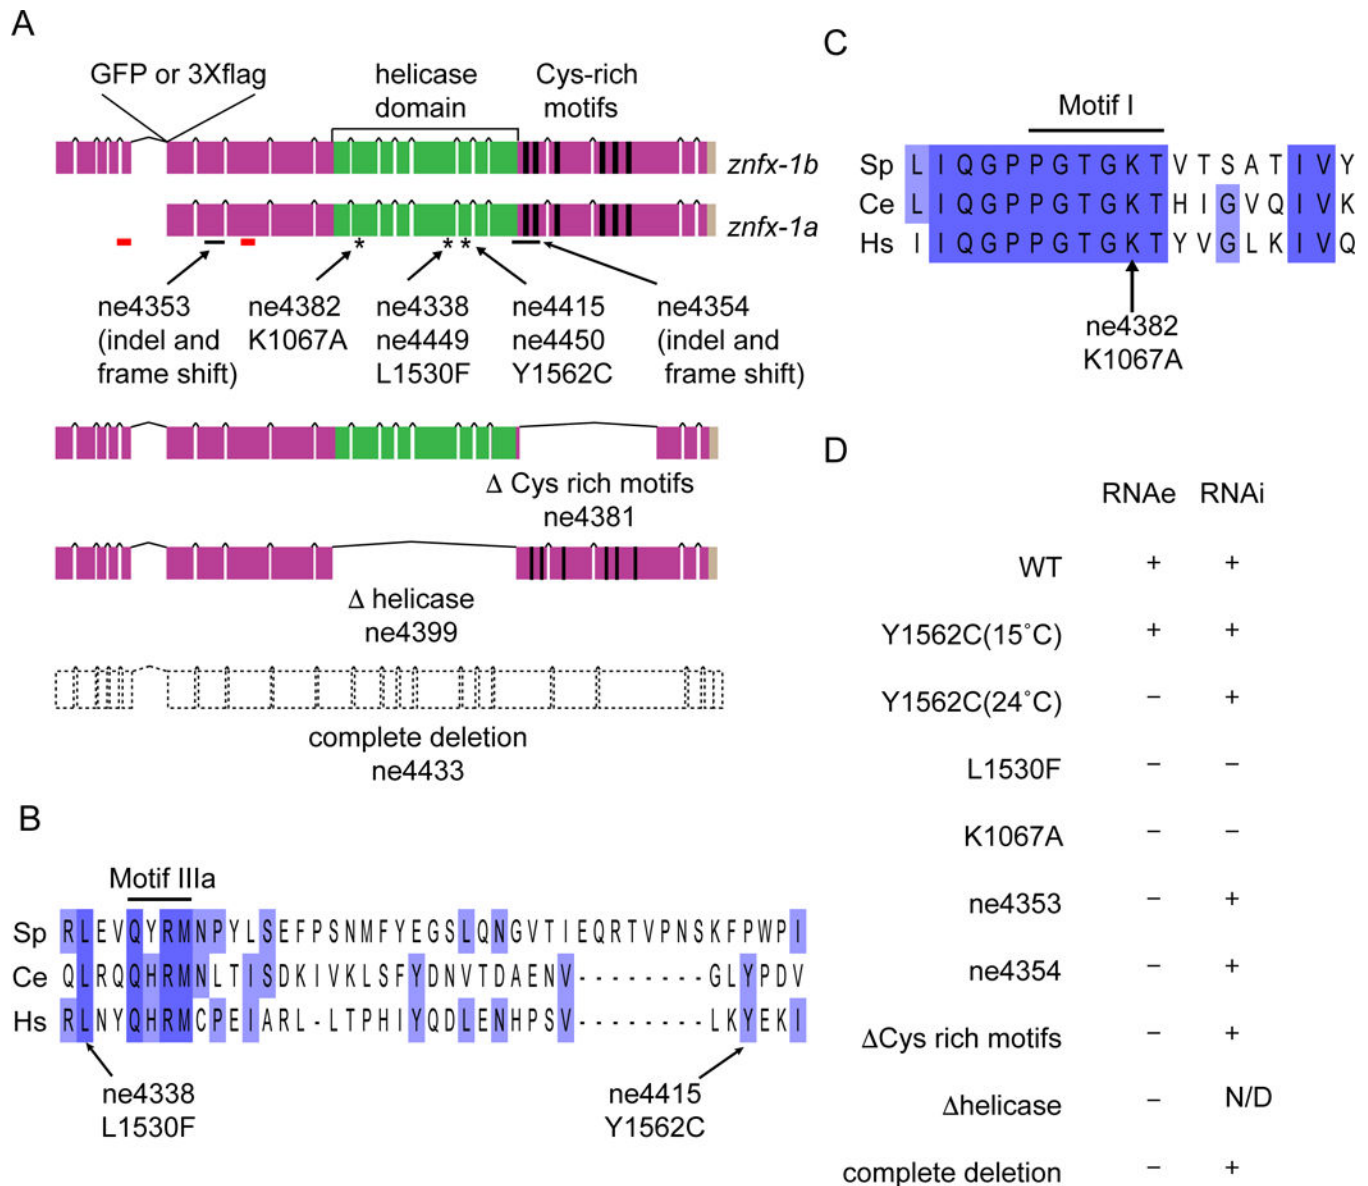 A
GFP or 3Xflag
helicase domain
Cys-rich motifs
znfx-1b
znfx-1a
* * *
ne4353
(indel and
frame shift)
ne4382
K1067A
ne4338
ne4449
L1530F
ne4415
ne4450
Y1562C
ne4354
(indel and
frame shift)
Δ Cys rich motifs
ne4381
Δ helicase
ne4399
complete deletion
ne4433
B
Motif IIIa
Sp RLEVQYRMNPYLSEFPSNMFYEGSLQNGVTIEQRTVPNSKFPWPI
Ce QLRQQHRMNLTISDKIVKLSFYDNVTDAENV--------GLYPDV
Hs RLNYQHRMCPEIARL-LTPHIYQDLENHPSV--------LKYEKI
ne4338
L1530F
ne4415
Y1562C
C
Motif I
Sp LIQGPPGTGKTVTSATIVY
Ce LIQGPPGTGKTHIGVQIVK
Hs IIQGPPGTGKTYVGLKIVQ
ne4382
K1067A
D
RNAe RNAi
WT + +
Y1562C(15˚C) + +
Y1562C(24˚C) – +
L1530F – –
K1067A – –
ne4353 – +
ne4354 – +
ΔCys rich motifs – +
Δhelicase – N/D
complete deletion – +